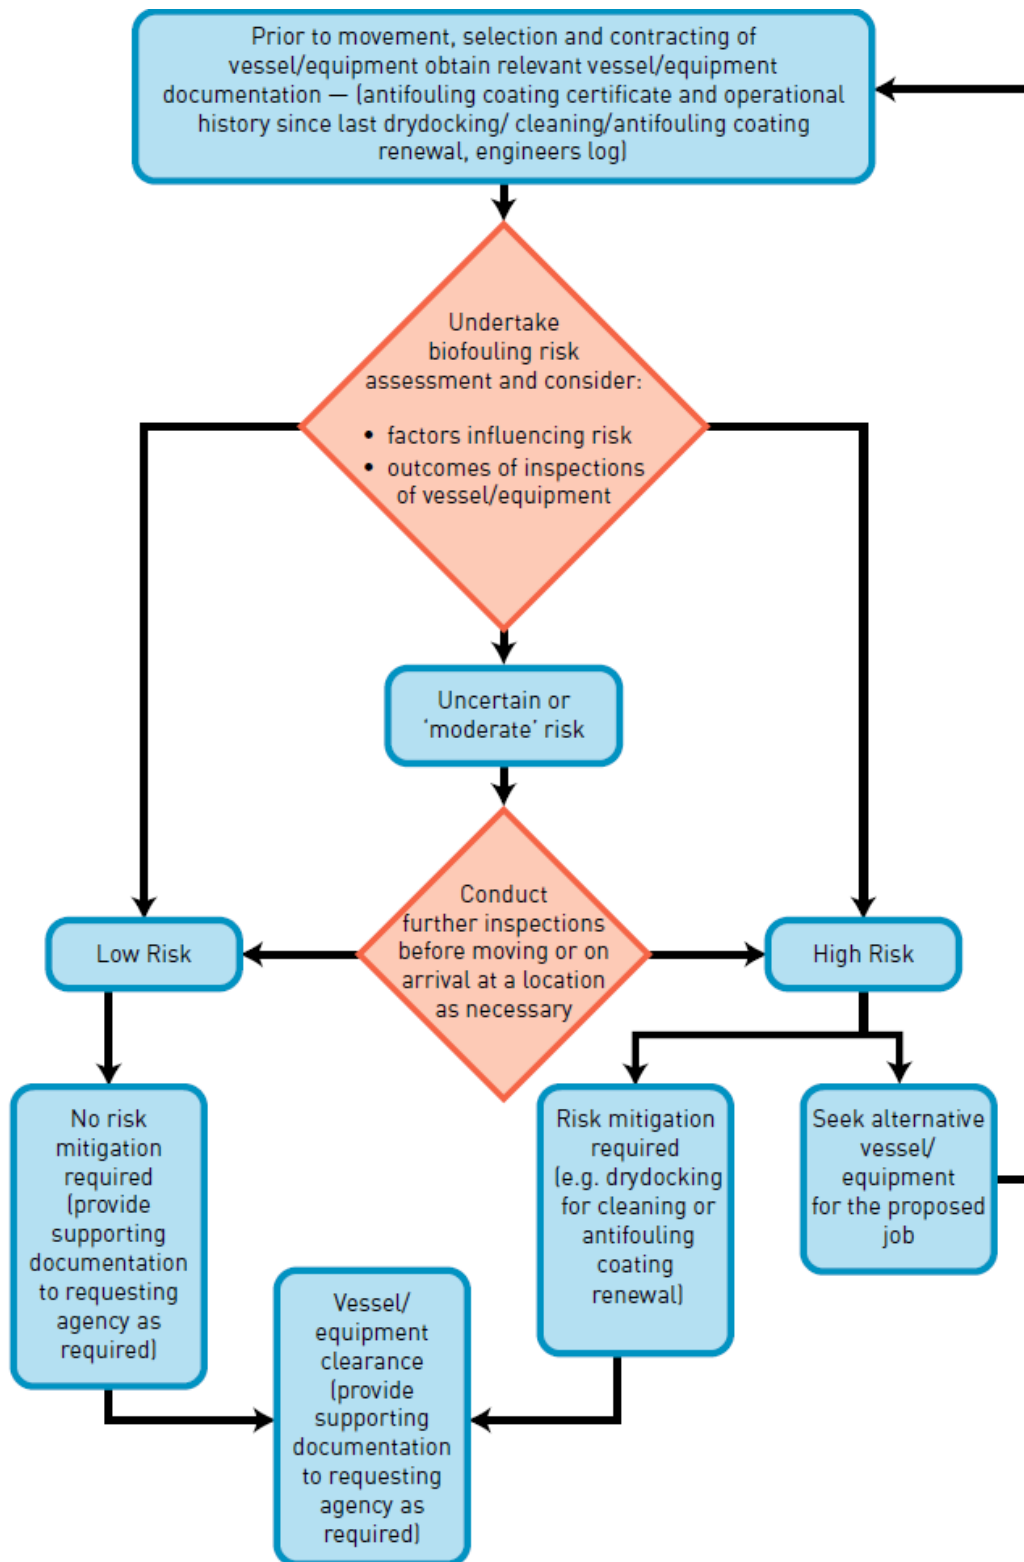 Prior to movement, selection and contracting of
vessel/equipment obtain relevant vessel/equipment
documentation — (antifouling coating certificate and operational
history since last drydocking/ cleaning/antifouling coating
renewal, engineers log)
Undertake
biofouling risk
assessment and consider:
• factors influencing risk
• outcomes of inspections
of vessel/equipment
Uncertain or
‘moderate’ risk
Conduct
further inspections
before moving or on
arrival at a location
as necessary
Low Risk
High Risk
No risk
mitigation
required
(provide
supporting
documentation
to requesting
agency as
required)
Vessel/
equipment
clearance
(provide
supporting
documentation
to requesting
agency as
required)
Risk mitigation
required
(e.g. drydocking
for cleaning or
antifouling
coating
renewal)
Seek alternative
vessel/
equipment
for the proposed
job